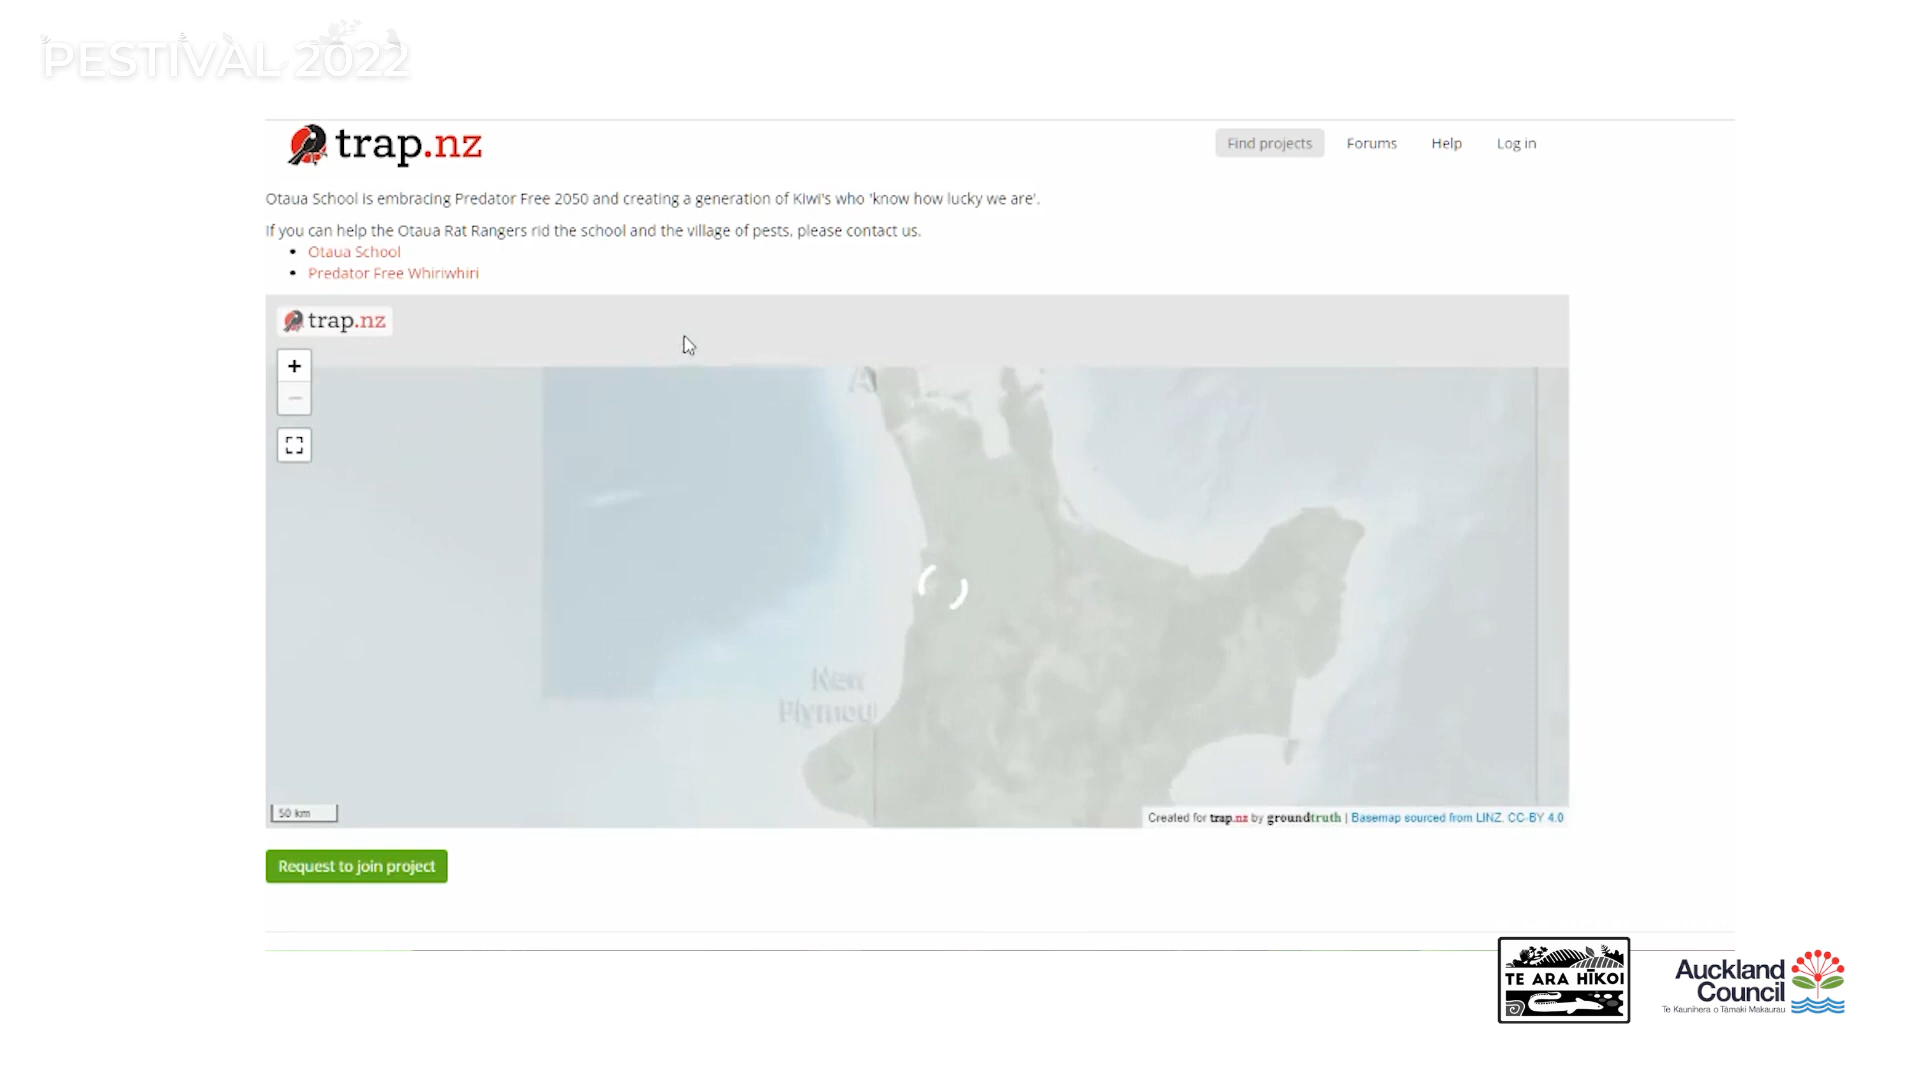 PESTIVAL 2022
trap.nz
Find projects
Forums
Help
Log in
Otaua School is embracing Predator Free 2050 and creating a generation of Kiwi's who 'know how lucky we are'.
If you can help the Otaua Rat Rangers rid the school and the village of pests, please contact us.
Otaua School
Predator Free Whiriwhiri
trap.nz
+
−
A
New
Plymou
50 km
Created for trap.nz by groundtruth | Basemap sourced from LINZ. CC-BY 4.0
Request to join project
TE ARA HĪKOI
Auckland
Council
Te Kaunihera o Tāmaki Makaurau